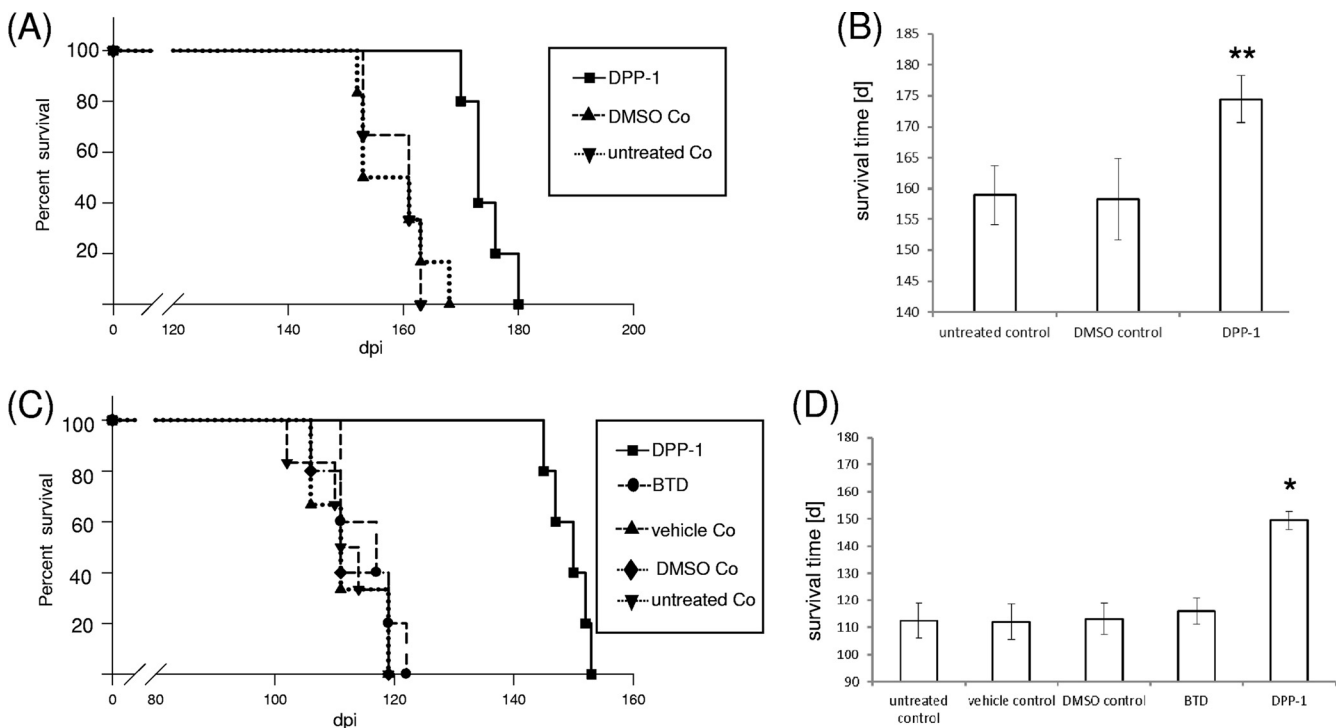 (A)
100
80
60
40
20
Percent survival
0
120
140
160
180
200
dpi
DPP-1
DMSO Co
untreated Co
(B)
185
180
175
170
165
160
155
150
145
140
survival time [d]
**
untreated control
DMSO control
DPP-1
(C)
100
80
60
40
20
Percent survival
0
80
100
120
140
160
dpi
DPP-1
BTD
vehicle Co
DMSO Co
untreated Co
(D)
180
170
160
150
140
130
120
110
100
90
survival time [d]
*
untreated
control
vehicle control
DMSO control
BTD
DPP-1